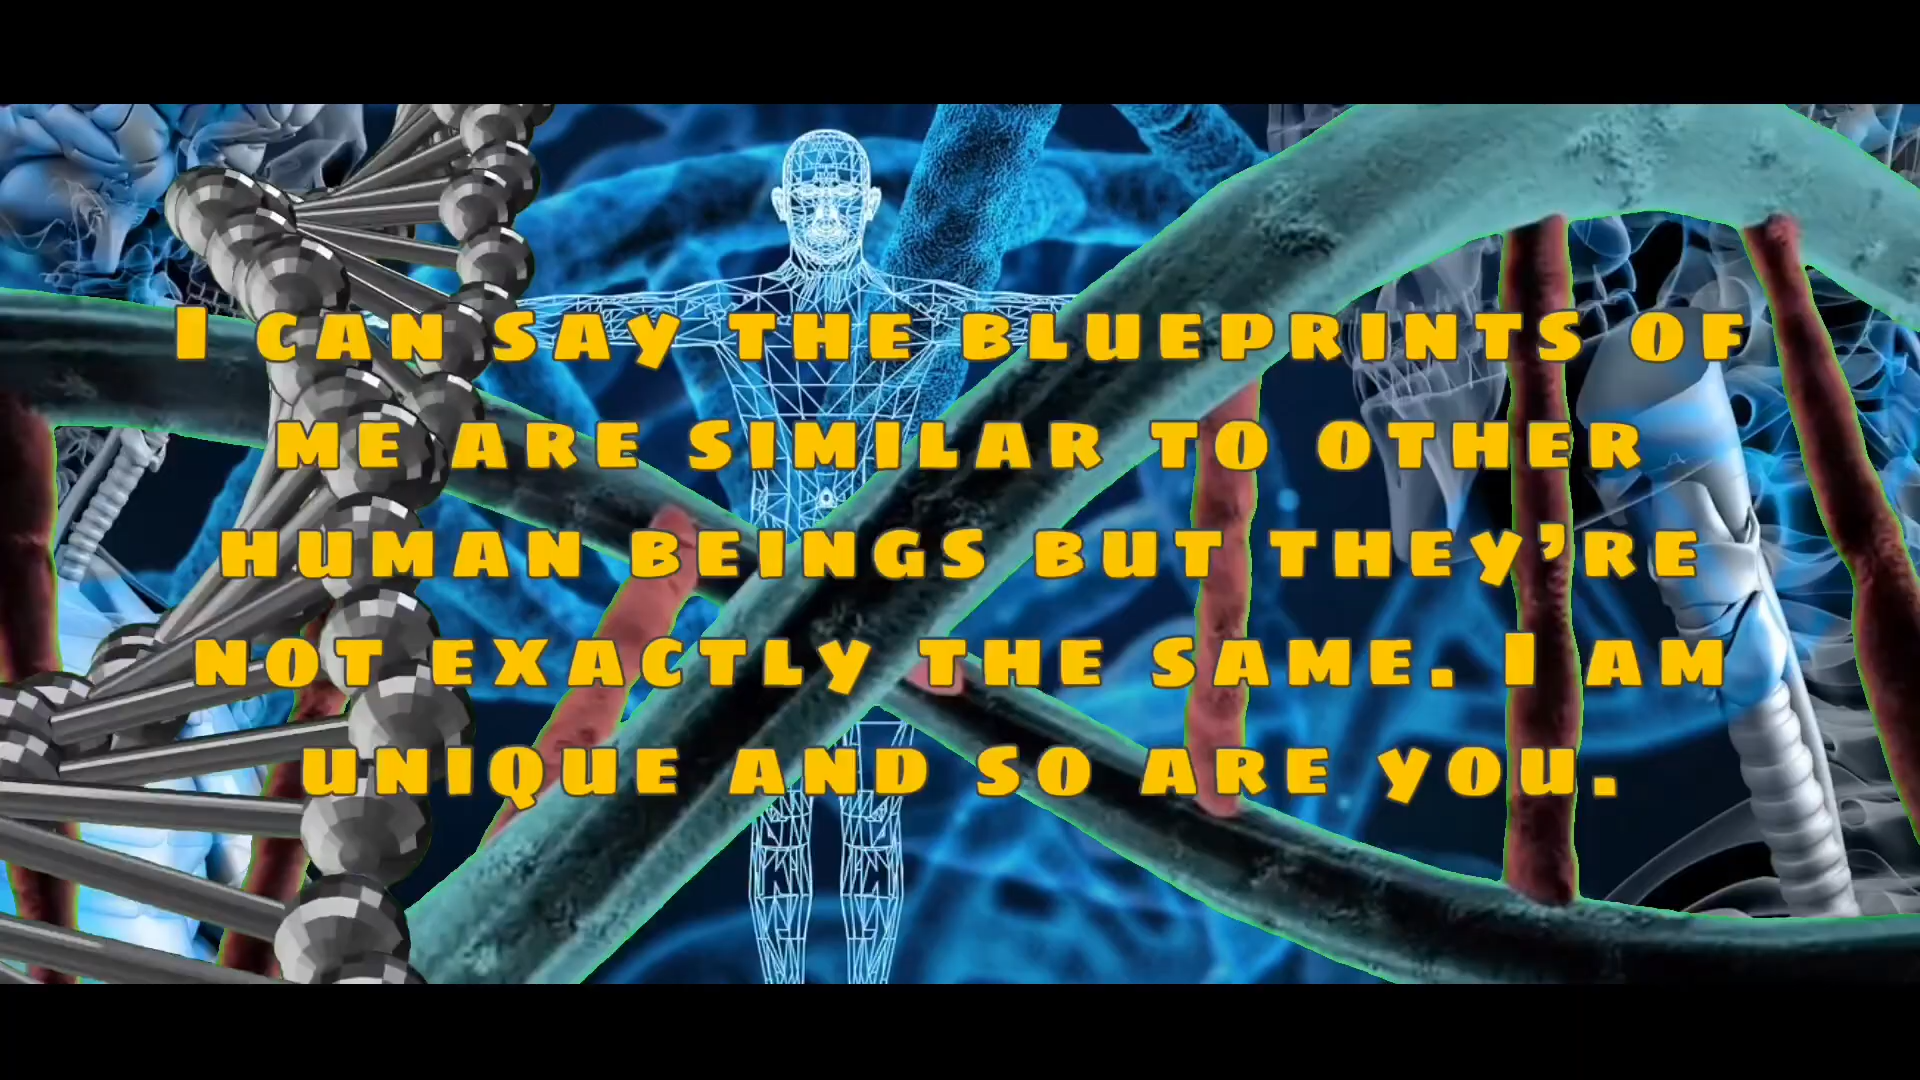 I can say the blueprints of
me are similar to other
human beings but they're
not exactly the same. I am
unique and so are you.